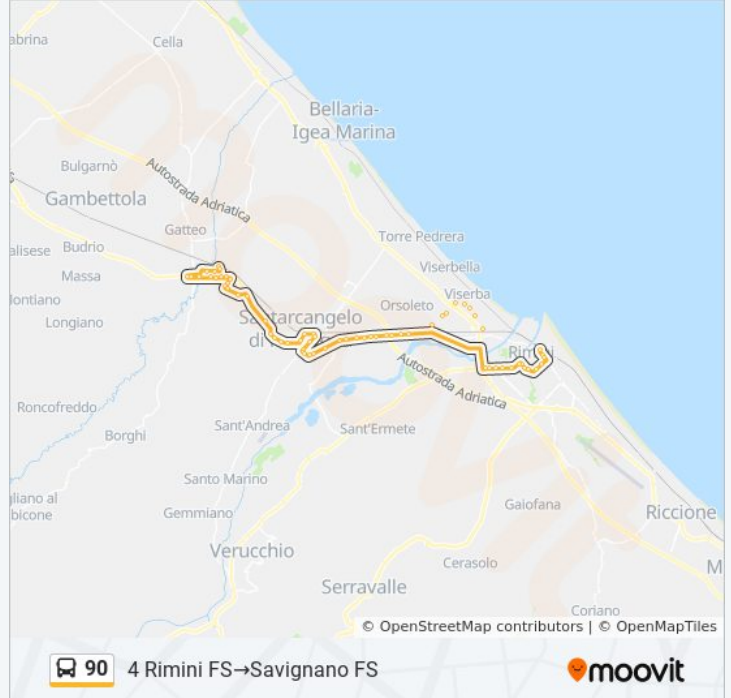 abrina
Cella
Bellaria-
Igea Marina
Bulgarnò
Autostrada Adriatica
Gambettola
Gatteo
Torre Pedrera
alisese
Budrio
Massa
Viserbella
Viserba
Orsoleto
Santarcangelo
di
Longiano
Rimini
Autostrada Adriatica
Roncofreddo
Borghi
Sant'Andrea
Sant'Ermete
Santo Marino
gliano al
bicone
Gemmiano
Gaiofana
Riccione
Verucchio
Cerasolo
Serravalle
Coriano
M
© OpenStreetMap contributors | © OpenMapTiles
90
4 Rimini FS→Savignano FS
moovit